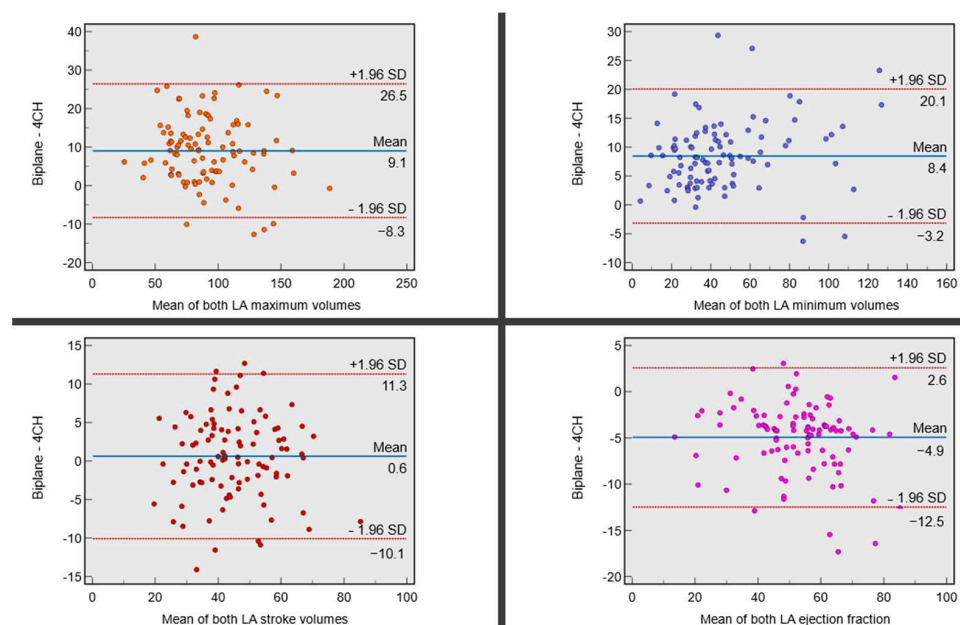 40
30
20
10
0
-10
-20
Biplane - 4CH
+1.96 SD
26.5
Mean
9.1
- 1.96 SD
-8.3
0 50 100 150 200 250
Mean of both LA maximum volumes
30
25
20
15
10
5
0
-5
-10
Biplane - 4CH
+1.96 SD
20.1
Mean
8.4
- 1.96 SD
-3.2
0 20 40 60 80 100 120 140 160
Mean of both LA minimum volumes
15
10
5
0
-5
-10
-15
Biplane - 4CH
+1.96 SD
11.3
Mean
0.6
- 1.96 SD
-10.1
0 20 40 60 80 100
Mean of both LA stroke volumes
5
0
-5
-10
-15
-20
Biplane - 4CH
+1.96 SD
2.6
Mean
-4.9
- 1.96 SD
-12.5
0 20 40 60 80 100
Mean of both LA ejection fraction